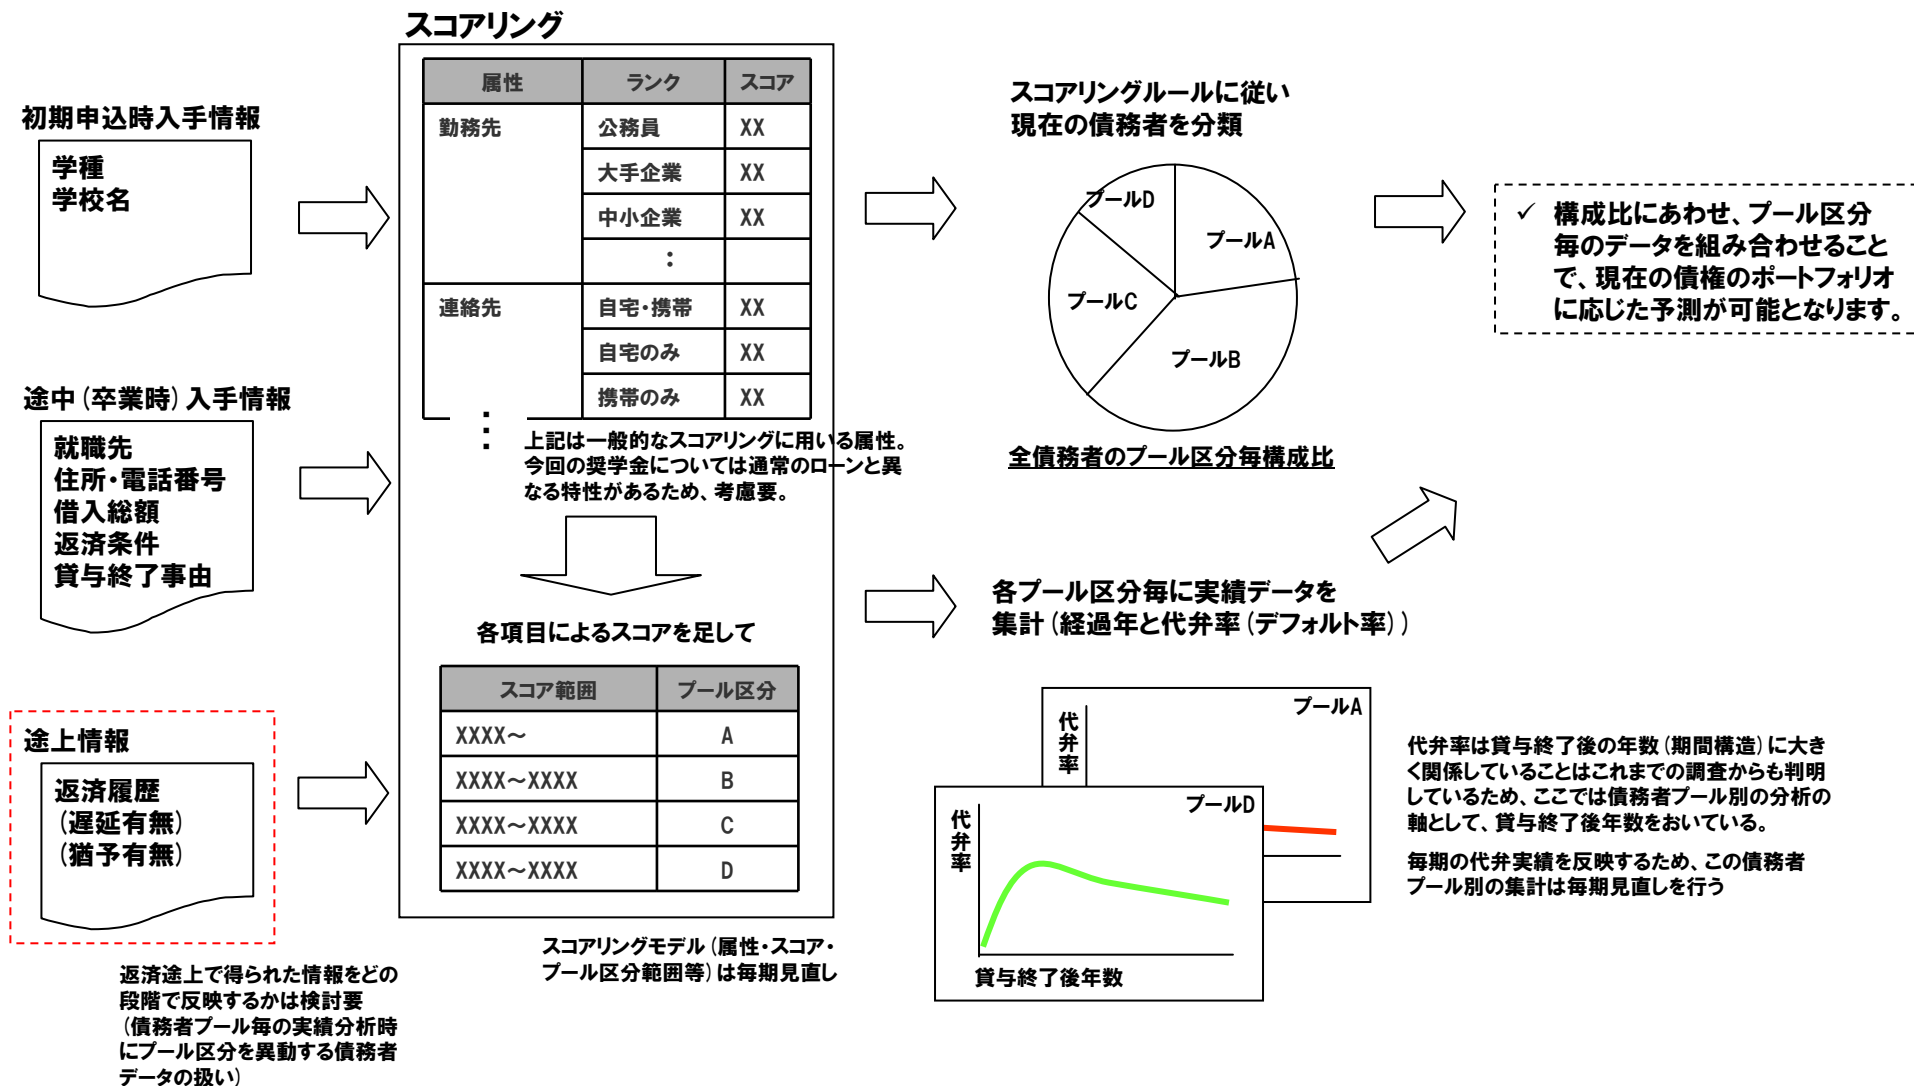 スコアリング
初期申込時入手情報
学種
学校名
途中(卒業時)入手情報
就職先
住所・電話番号
借入総額
返済条件
貸与終了事由
途上情報
返済履歴
(遅延有無)
(猶予有無)
返済途上で得られた情報をどの
段階で反映するかは検討要
(債務者プール毎の実績分析時
にプール区分を異動する債務者
データの扱い)
属性 ランク スコア
勤務先 公務員 XX
大手企業 XX
中小企業 XX
:
連絡先 自宅・携帯 XX
自宅のみ XX
携帯のみ XX
:
上記は一般的なスコアリングに用いる属性。
今回の奨学金については通常のローンと異
なる特性があるため、考慮要。
各項目によるスコアを足して
スコア範囲 プール区分
XXXX～ A
XXXX～XXXX B
XXXX～XXXX C
XXXX～XXXX D
スコアリングモデル(属性・スコア・
プール区分範囲等)は毎期見直し
スコアリングルールに従い
現在の債務者を分類
プールD
プールA
プールC
プールB
全債務者のプール区分毎構成比
✓ 構成比にあわせ、プール区分
毎のデータを組み合わせること
で、現在の債権のポートフォリオ
に応じた予測が可能となります。
各プール区分毎に実績データを
集計(経過年と代弁率(デフォルト率))
プールA
代弁率
プールD
代弁率
貸与終了後年数
代弁率は貸与終了後の年数(期間構造)に大き
く関係していることはこれまでの調査からも判明
しているため、ここでは債務者プール別の分析の
軸として、貸与終了後年数をおいている。
毎期の代弁実績を反映するため、この債務者
プール別の集計は毎期見直しを行う